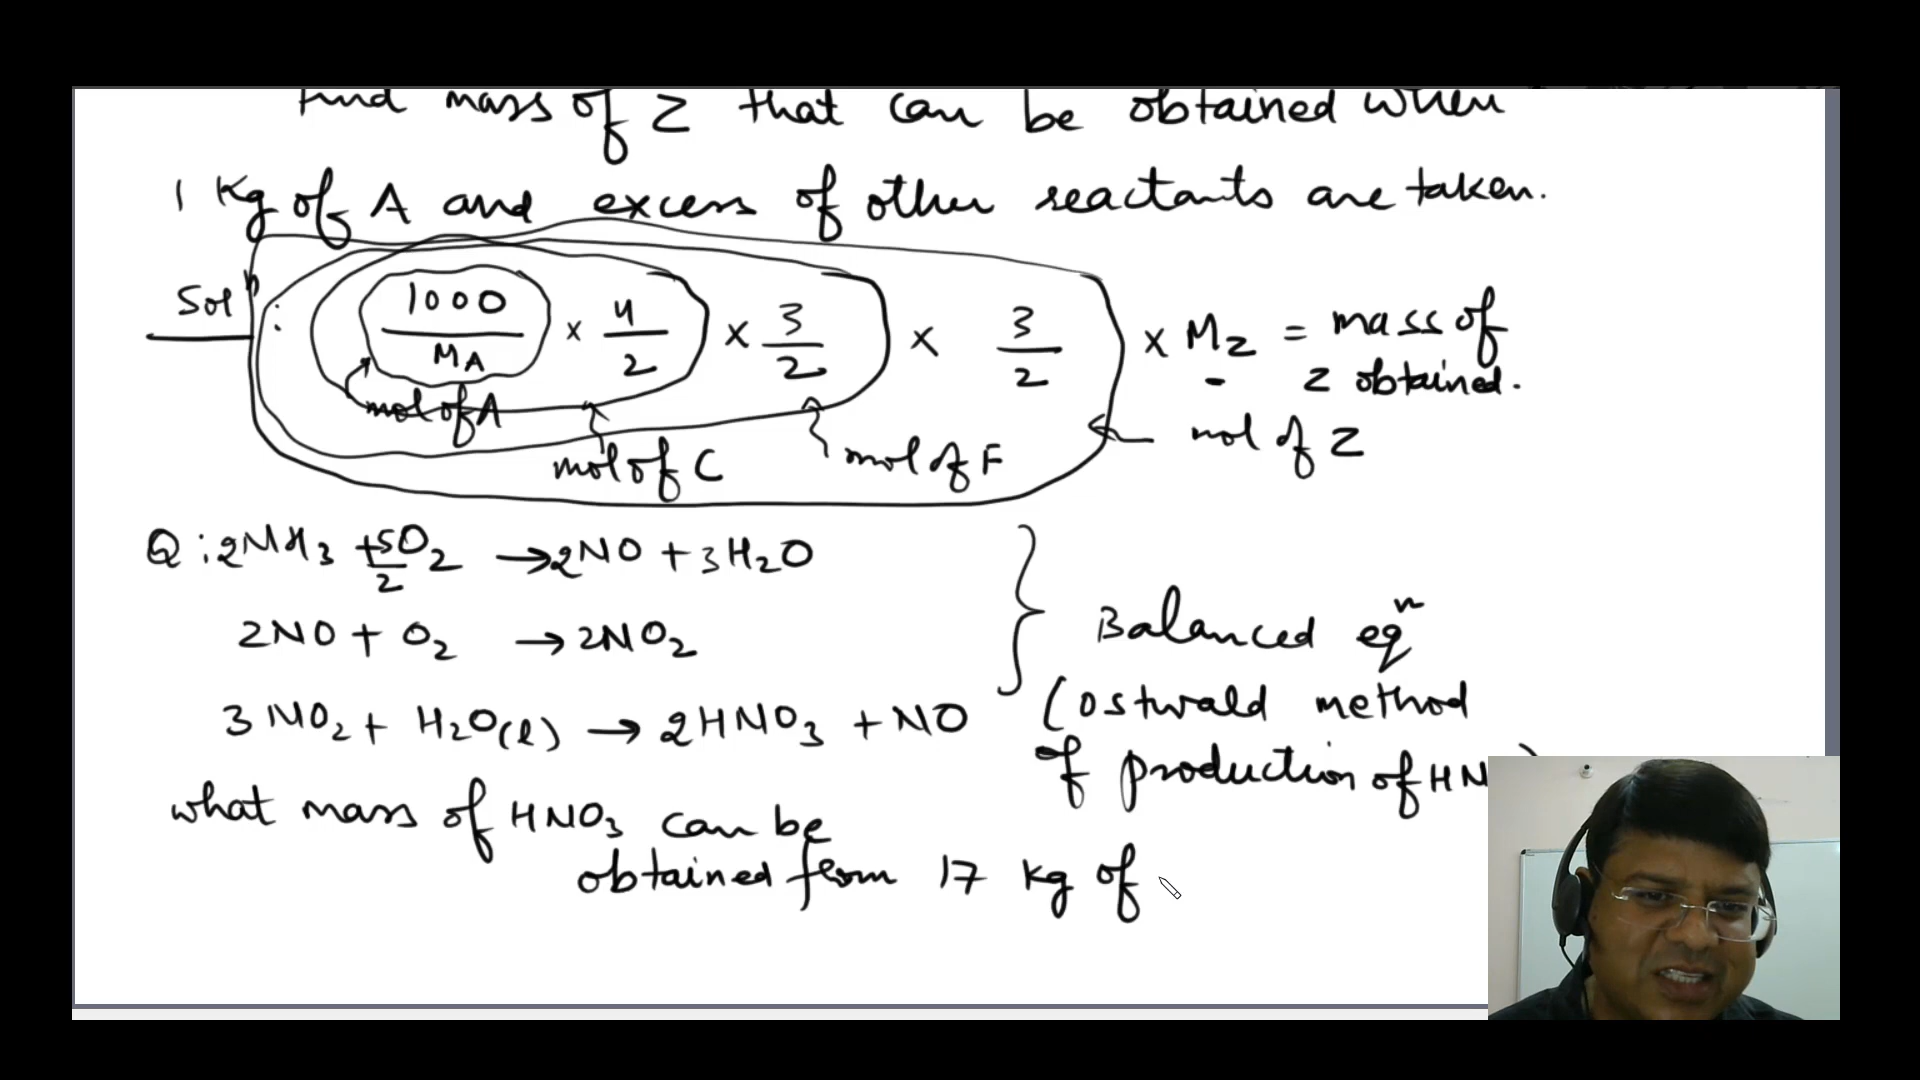 Find mass of Z that can be obtained when
1 Kg of A and excess of other reactants are taken.
Solⁿ : 1000/MA × 4/2 × 3/2 × 3/2 × MZ = mass of
Z obtained.
mol of A
mol of C
mol of F
mol of Z
Q : 2NH3 + 5/2 O2 → 2NO + 3H2O
2NO + O2 → 2NO2
3NO2 + H2O(l) → 2HNO3 + NO
} Balanced eqⁿ
(Ostwald method
of production of HN
what mass of HNO3 can be
obtained from 17 kg of